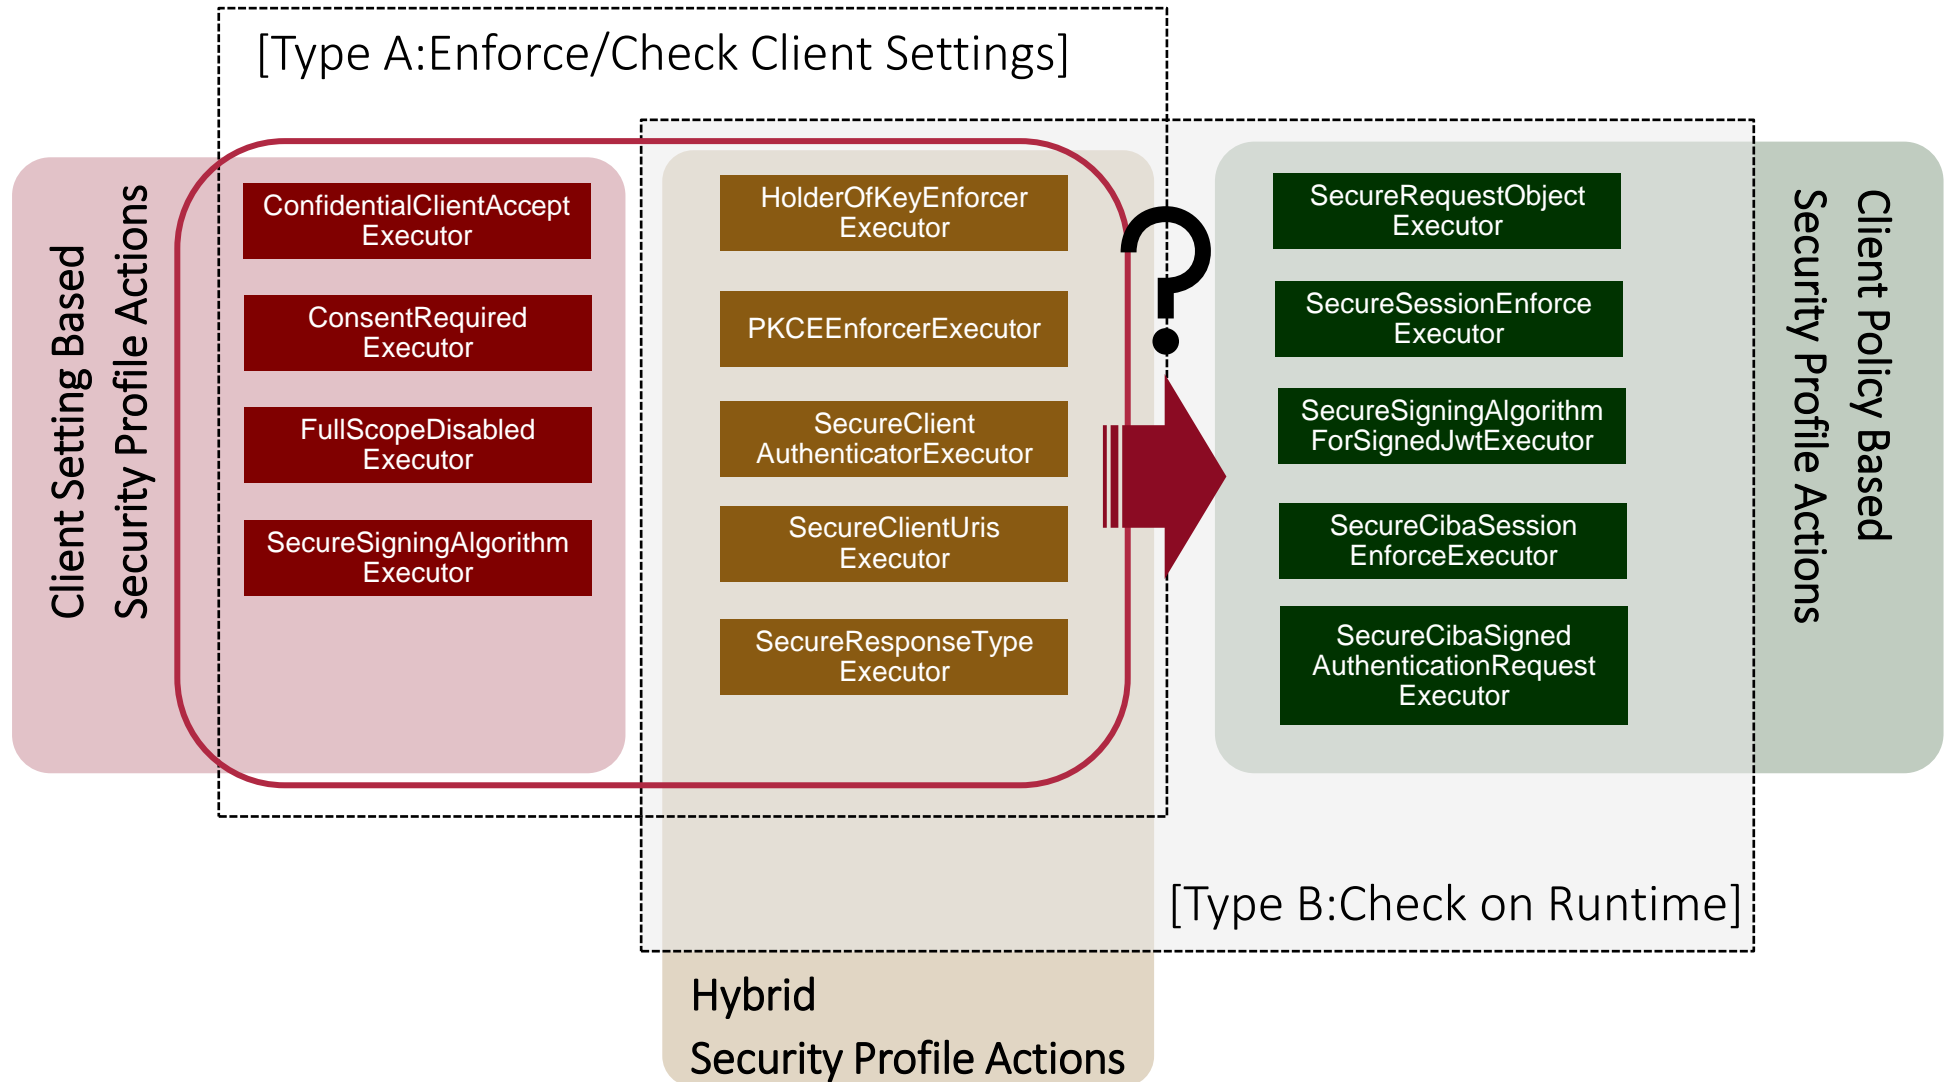 [Type A:Enforce/Check Client Settings]
Client Setting Based
Security Profile Actions
ConfidentialClientAccept
Executor
ConsentRequired
Executor
FullScopeDisabled
Executor
SecureSigningAlgorithm
Executor
HolderOfKeyEnforcer
Executor
PKCEEnforcerExecutor
SecureClient
AuthenticatorExecutor
SecureClientUris
Executor
SecureResponseType
Executor
?
SecureRequestObject
Executor
SecureSessionEnforce
Executor
SecureSigningAlgorithm
ForSignedJwtExecutor
SecureCibaSession
EnforceExecutor
SecureCibaSigned
AuthenticationRequest
Executor
Client Policy Based
Security Profile Actions
[Type B:Check on Runtime]
Hybrid
Security Profile Actions